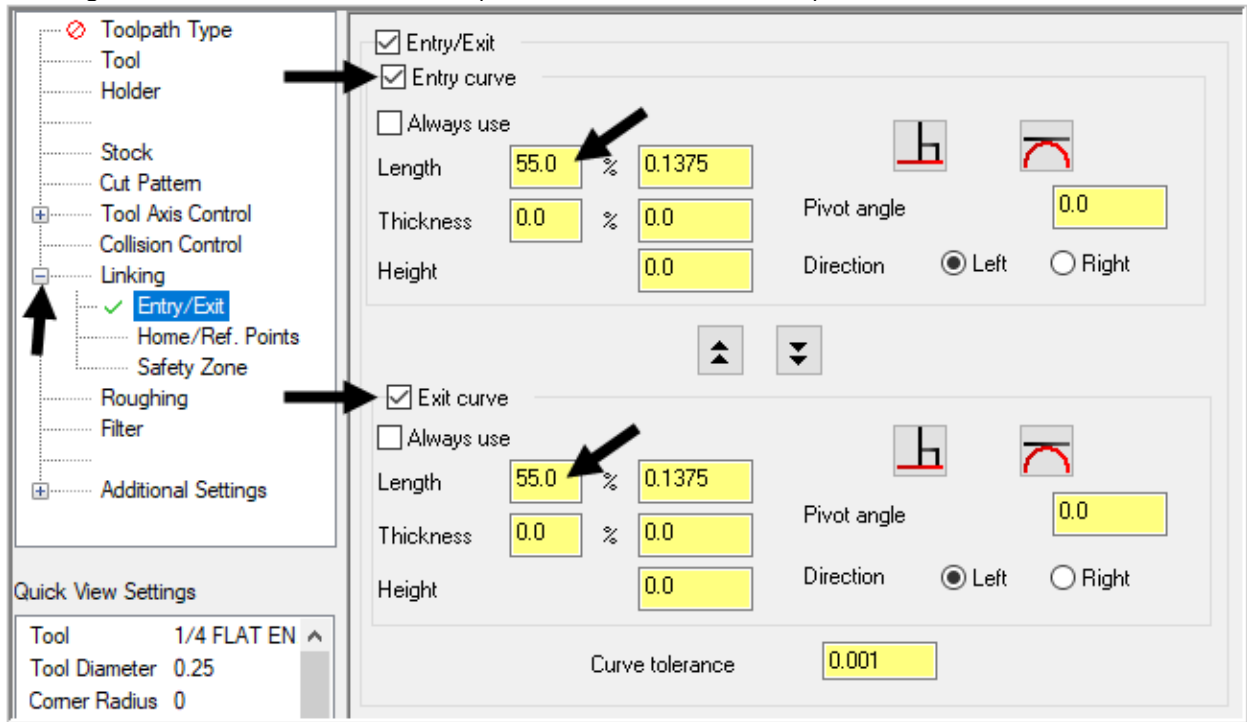 Toolpath Type
Tool
Holder
Stock
Cut Pattern
Tool Axis Control
Collision Control
Linking
Entry/Exit
Home/Ref. Points
Safety Zone
Roughing
Filter
Additional Settings
Quick View Settings
Tool 1/4 FLAT EN
Tool Diameter 0.25
Corner Radius 0
Entry/Exit
Entry curve
Always use
Length 55.0 % 0.1375
Thickness 0.0 % 0.0
Pivot angle 0.0
Height 0.0
Direction Left Right
Exit curve
Always use
Length 55.0 % 0.1375
Thickness 0.0 % 0.0
Pivot angle 0.0
Height 0.0
Direction Left Right
Curve tolerance 0.001